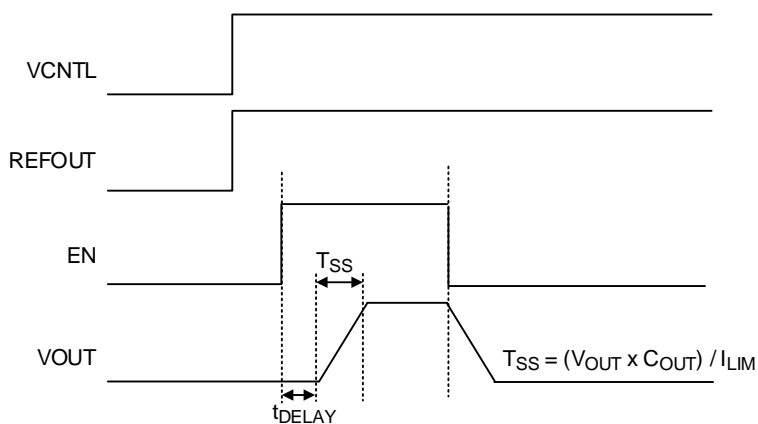 VCNTL
REFOUT
EN
TSS
VOUT
TSS = (VOUT x COUT) / ILIM
tDELAY